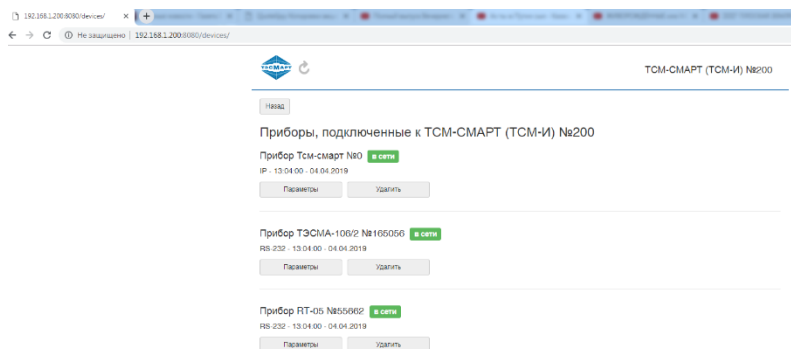 192.168.1.200:8080/devices/
Не защищено | 192.168.1.200:8080/devices/
ТЭСМАРТ
ТСМ-СМАРТ (ТСМ-И) №200
Назад
Приборы, подключенные к ТСМ-СМАРТ (ТСМ-И) №200
Прибор Тсм-смарт №0 в сети
IP - 13:04:00 - 04.04.2019
Параметры Удалить
Прибор ТЭСМА-106/2 №165056 в сети
RS-232 - 13:04:00 - 04.04.2019
Параметры Удалить
Прибор RT-05 №55662 в сети
RS-232 - 13:04:00 - 04.04.2019
Параметры Удалить